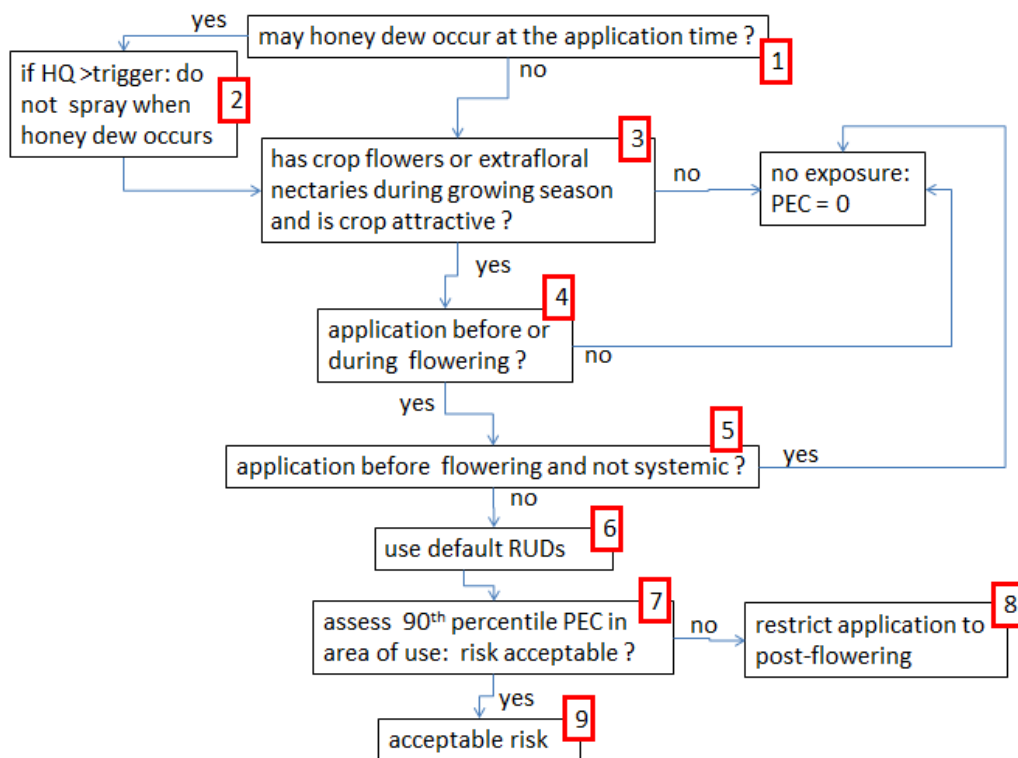 yes
may honey dew occur at the application time ?
1
no
if HQ >trigger: do
not spray when
honey dew occurs
2
3
has crop flowers or extrafloral
nectaries during growing season
and is crop attractive ?
no
no exposure:
PEC = 0
yes
4
application before or
during flowering ?
no
yes
5
application before flowering and not systemic ?
yes
no
6
use default RUDs
7
assess 90th percentile PEC in
area of use: risk acceptable ?
no
8
restrict application to
post-flowering
yes
9
acceptable risk